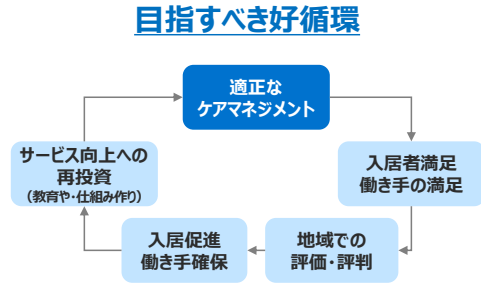 目指すべき好循環
適正な
ケアマネジメント
入居者満足
働き手の満足
地域での
評価・評判
入居促進
働き手確保
サービス向上への
再投資
（教育や・仕組み作り）